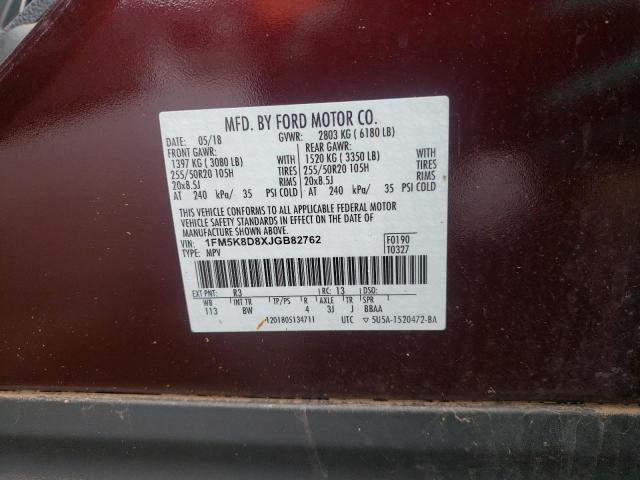 MFD. BY FORD MOTOR CO.
DATE: 05/18 GVWR: 2803 KG ( 6180 LB)
FRONT GAWR: REAR GAWR:
1397 KG ( 3080 LB) WITH 1520 KG ( 3350 LB) WITH
255/50R20 105H TIRES 255/50R20 105H TIRES
20x8.5J RIMS 20x8.5J RIMS
AT 240 kPa/ 35 PSI COLD AT 240 kPa/ 35 PSI COLD
THIS VEHICLE CONFORMS TO ALL APPLICABLE FEDERAL MOTOR
VEHICLE SAFETY STANDARDS IN EFFECT ON THE DATE OF
MANUFACTURE SHOWN ABOVE.
VIN: 1FM5K8D8XJGB82762 F0190
TYPE: MPV T0327
EXT PNT: R3 RC: 13 DSO:
WB INT TR TP/PS R AXLE TR SPR
113 BW 4 3J J BBAA
1201805134711 UTC 5U5A-1520472-BA